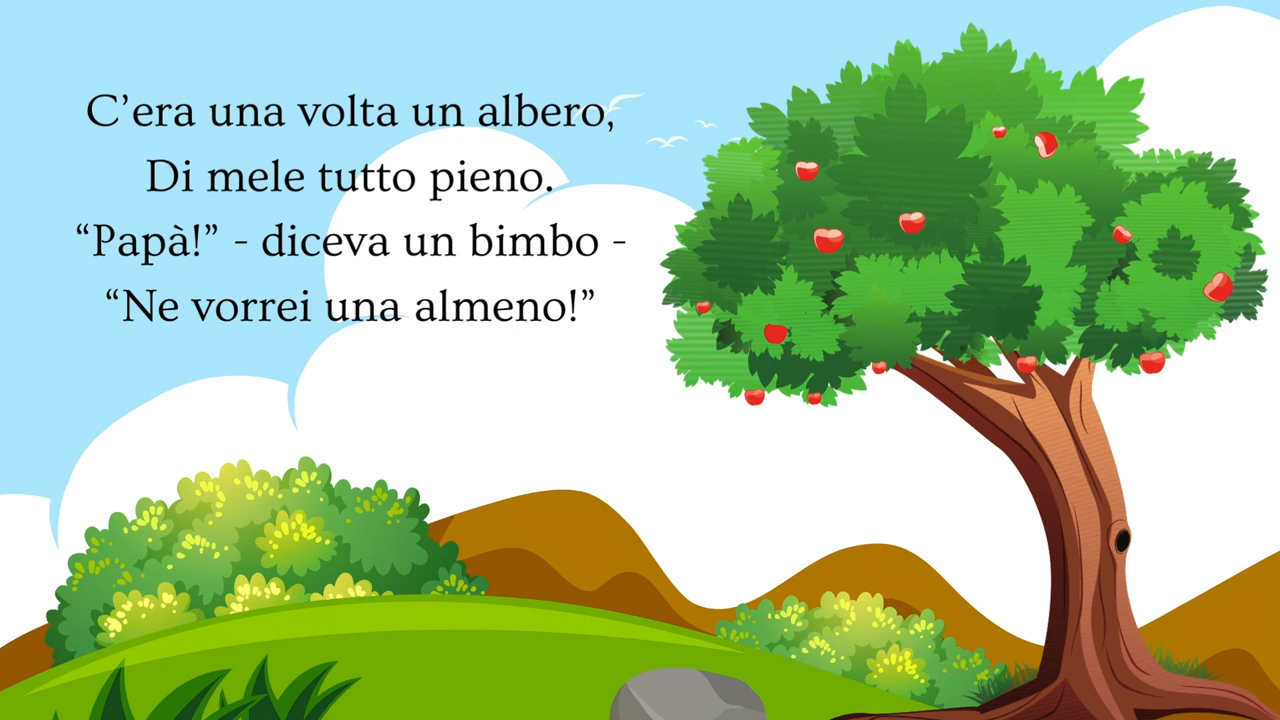 C’era una volta un albero,
Di mele tutto pieno.
“Papà!” - diceva un bimbo -
“Ne vorrei una almeno!”